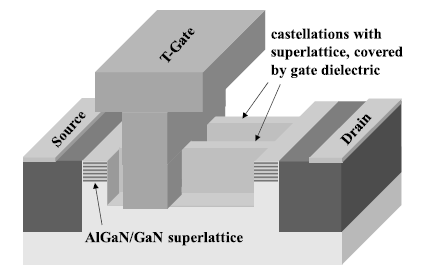 T-Gate
castellations with
superlattice, covered
by gate dielectric
Source
Drain
AlGaN/GaN superlattice